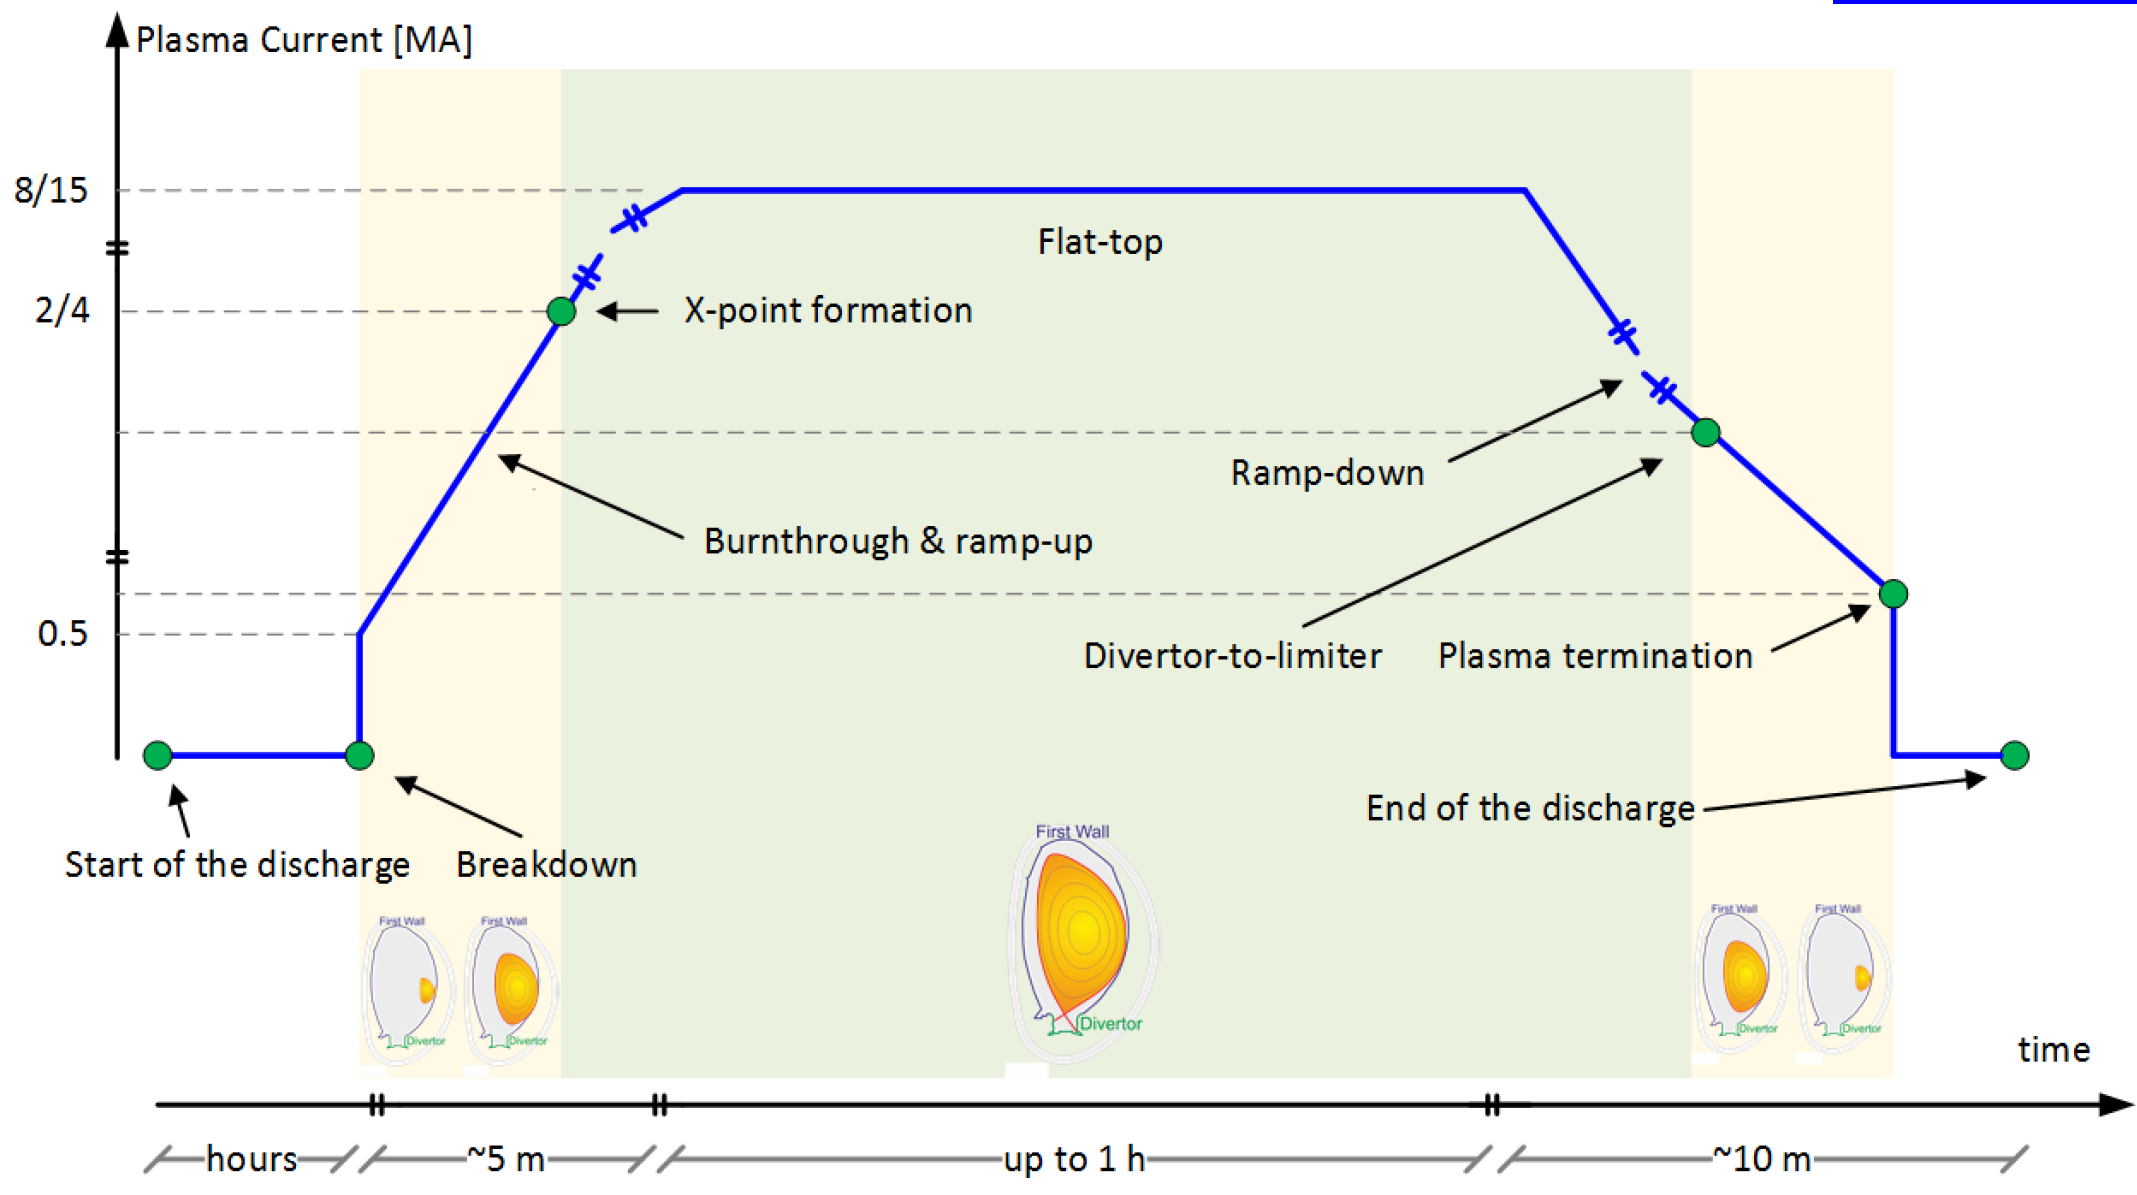 Plasma Current [MA]
8/15
Flat-top
2/4
X-point formation
Ramp-down
Burnthrough & ramp-up
0.5
Divertor-to-limiter
Plasma termination
End of the discharge
Start of the discharge
Breakdown
First Wall
Divertor
First Wall
Divertor
First Wall
Divertor
First Wall
Divertor
First Wall
Divertor
time
hours
~5 m
up to 1 h
~10 m